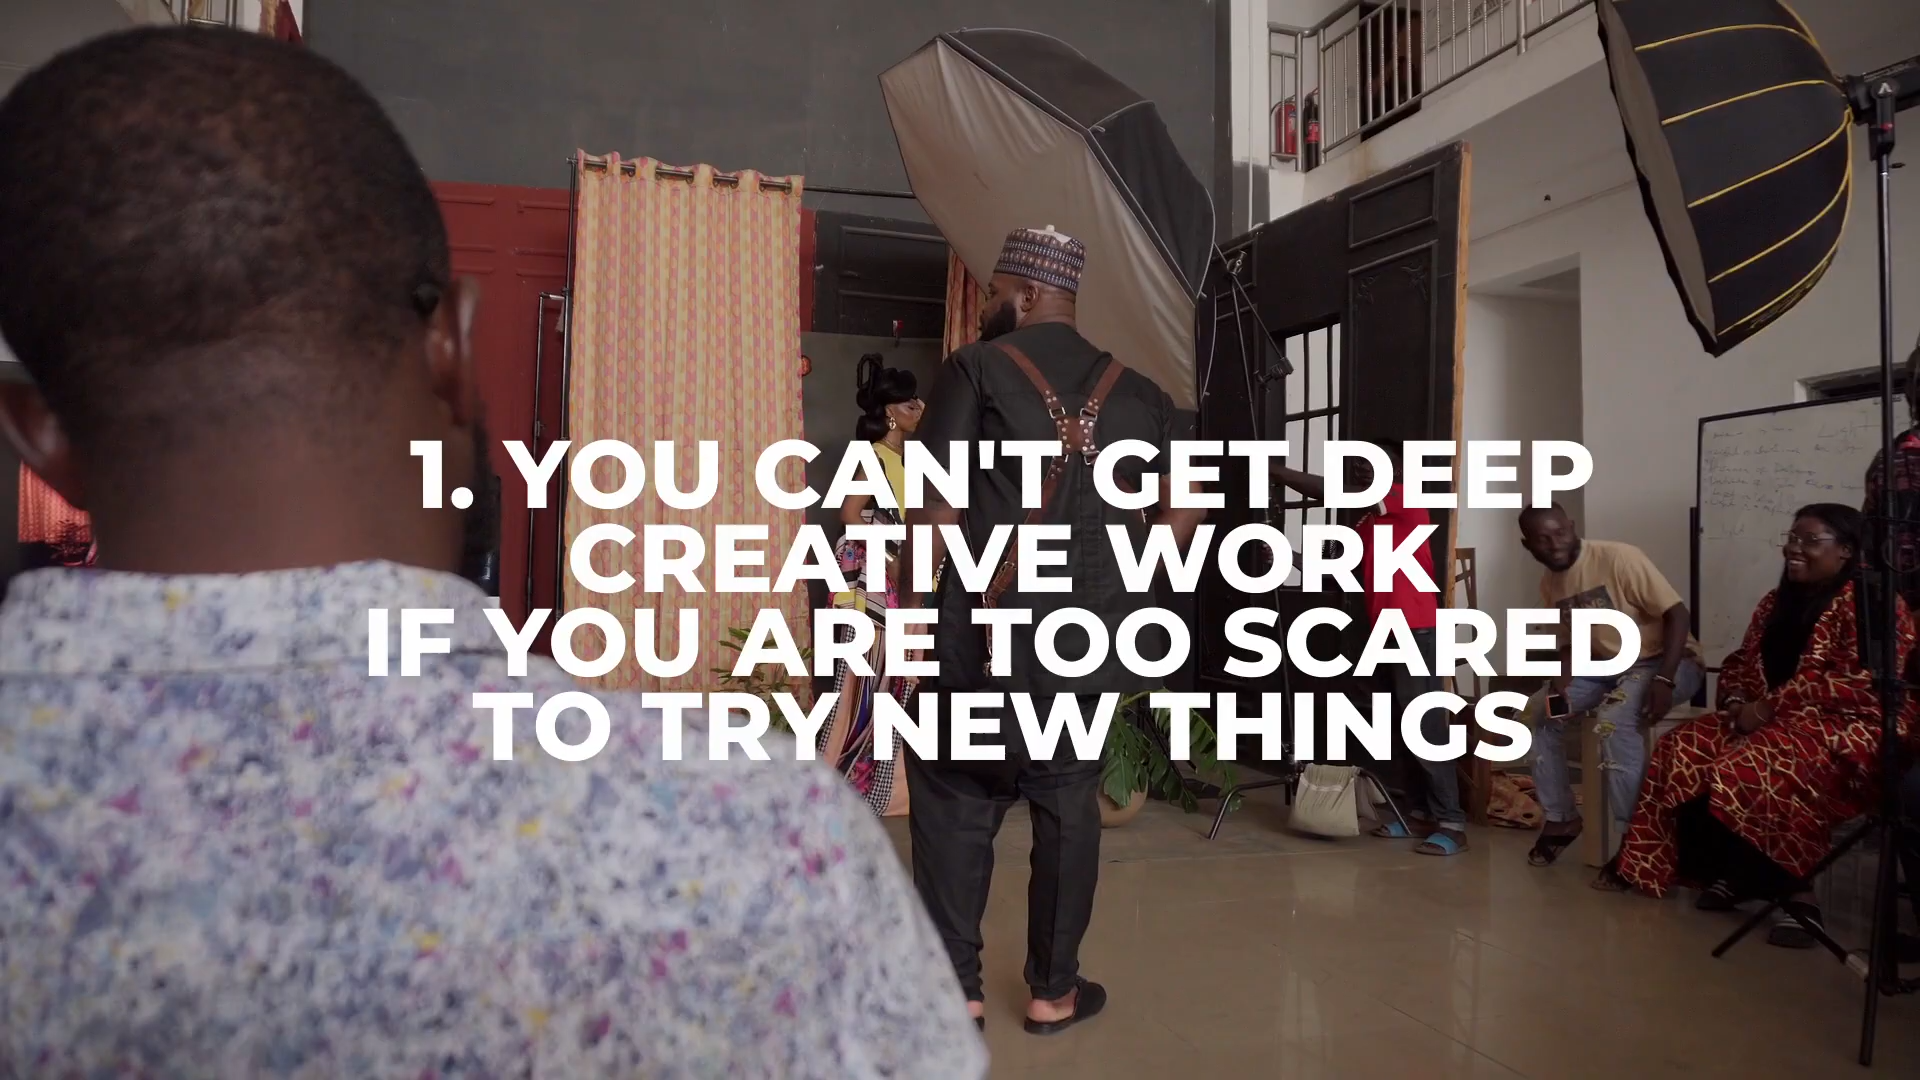 1. YOU CAN'T GET DEEP
CREATIVE WORK
IF YOU ARE TOO SCARED
TO TRY NEW THINGS